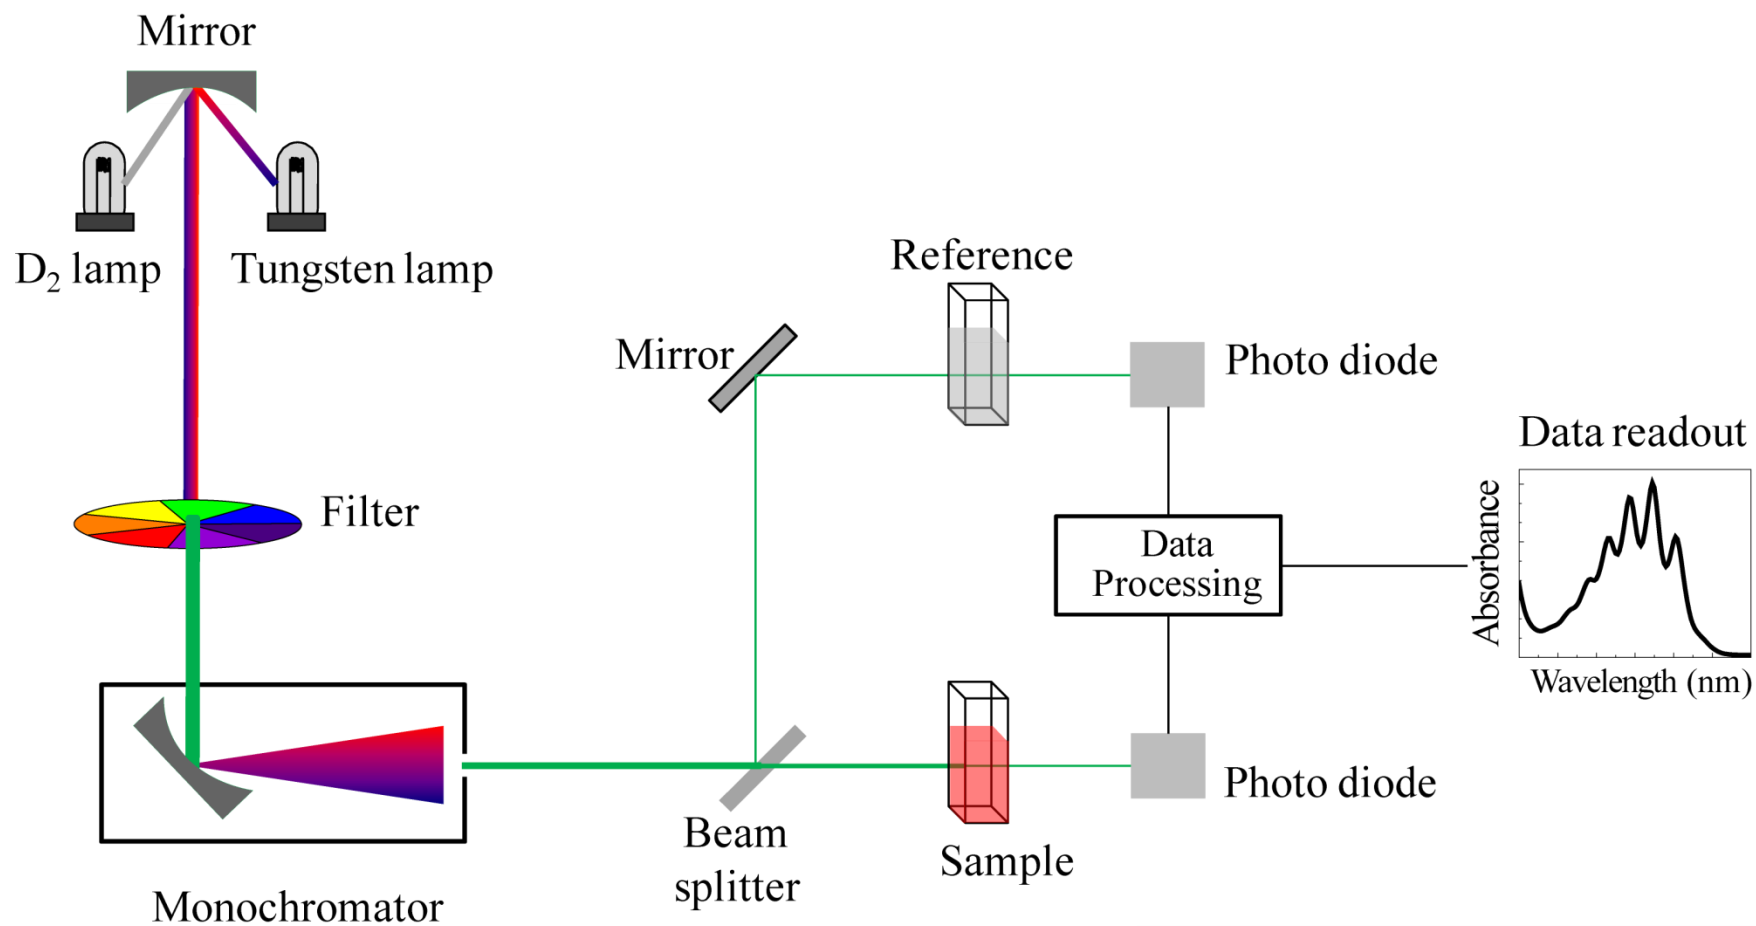 Mirror
D₂ lamp
Tungsten lamp
Filter
Monochromator
Mirror
Reference
Photo diode
Beam
splitter
Sample
Photo diode
Data
Processing
Data readout
Absorbance
Wavelength (nm)